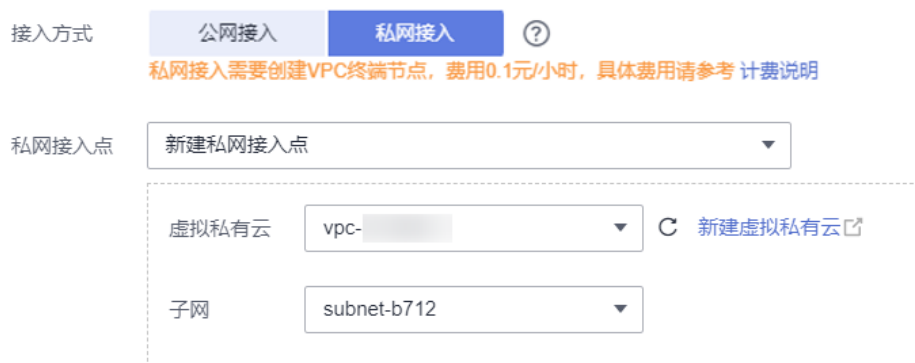 接入方式 公网接入 私网接入 ?
私网接入需要创建VPC终端节点，费用0.1元/小时，具体费用请参考 计费说明
私网接入点 新建私网接入点
虚拟私有云 vpc- 新建虚拟私有云
子网 subnet-b712